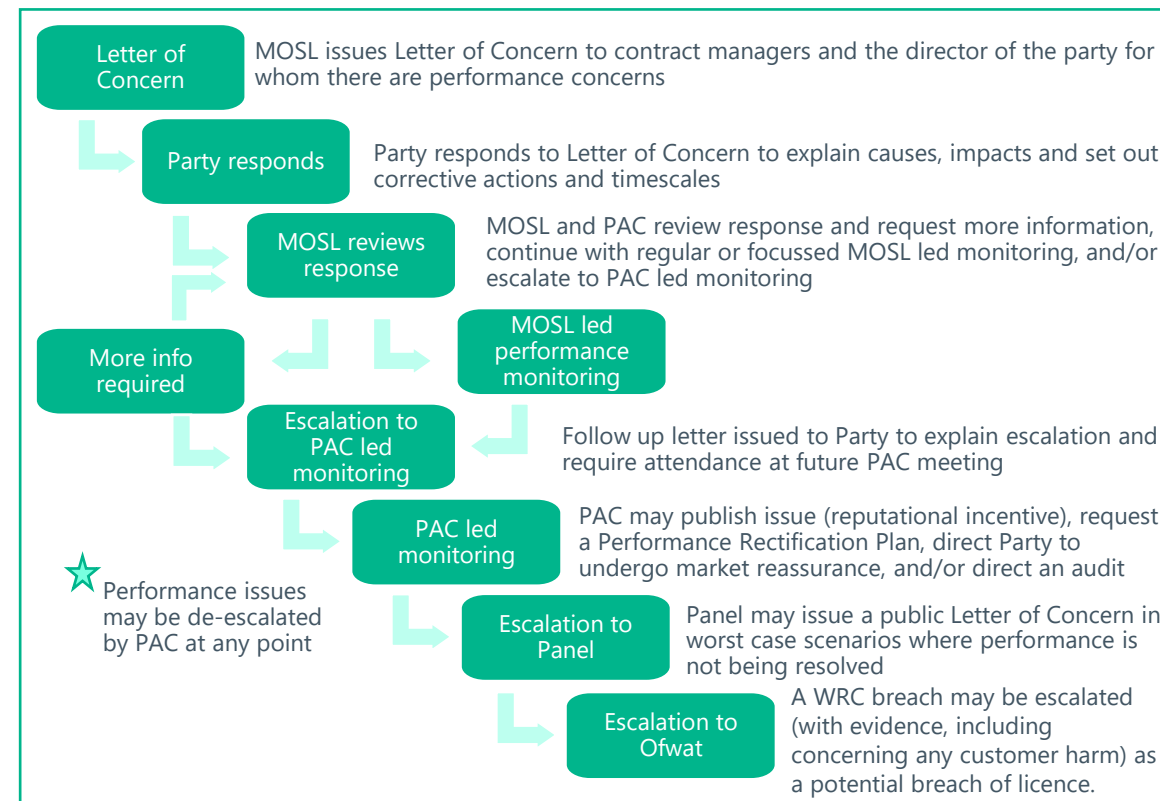 Letter of
Concern
MOSL issues Letter of Concern to contract managers and the director of the party for
whom there are performance concerns
Party responds
Party responds to Letter of Concern to explain causes, impacts and set out
corrective actions and timescales
MOSL reviews
response
MOSL and PAC review response and request more information,
continue with regular or focussed MOSL led monitoring, and/or
escalate to PAC led monitoring
More info
required
MOSL led
performance
monitoring
Escalation to
PAC led
monitoring
Follow up letter issued to Party to explain escalation and
require attendance at future PAC meeting
PAC led
monitoring
PAC may publish issue (reputational incentive), request
a Performance Rectification Plan, direct Party to
undergo market reassurance, and/or direct an audit
Performance issues
may be de-escalated
by PAC at any point
Escalation to
Panel
Panel may issue a public Letter of Concern in
worst case scenarios where performance is
not being resolved
Escalation to
Ofwat
A WRC breach may be escalated
(with evidence, including
concerning any customer harm) as
a potential breach of licence.